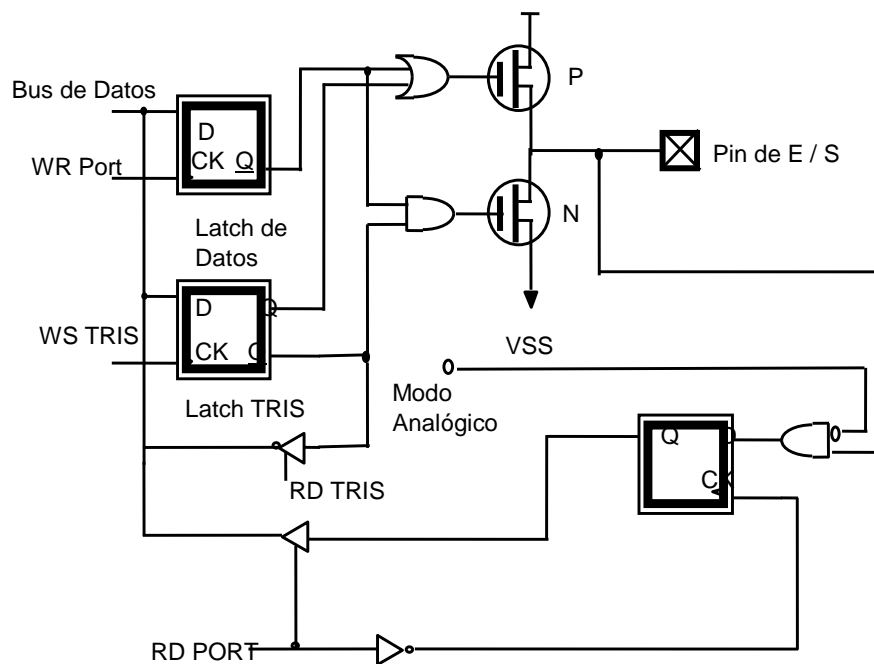 Bus de Datos
WR Port
D
CK Q
Latch de
Datos
D Q
CK Q
WS TRIS
Latch TRIS
RD TRIS
RD PORT
P
N
Pin de E / S
VSS
Modo
Analógico
Q D
CK